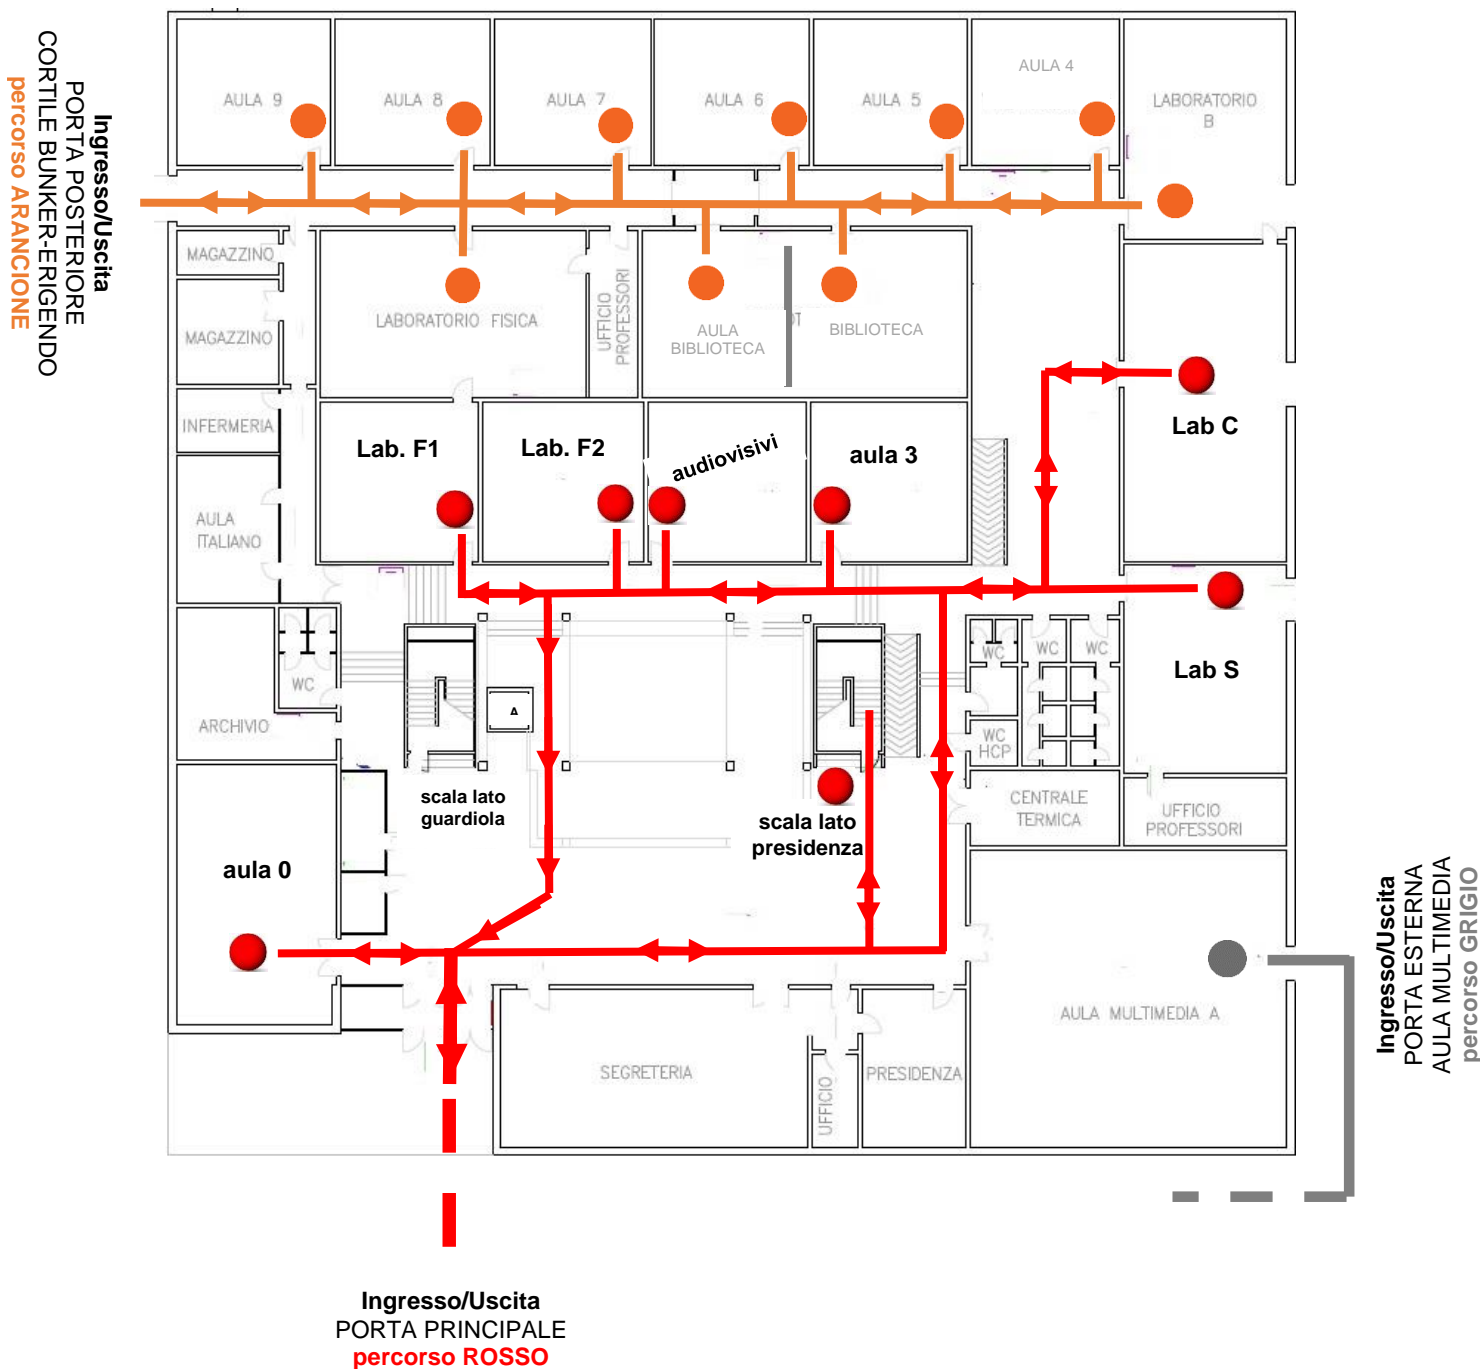 Ingresso/Uscita
PORTA POSTERIORE
CORTILE BUNKER-ERIGENDO
percorso ARANCIONE
AULA 9
AULA 8
AULA 7
AULA 6
AULA 5
AULA 4
LABORATORIO
B
MAGAZZINO
MAGAZZINO
LABORATORIO FISICA
UFFICIO
PROFESSORI
AULA
BIBLIOTECA
OT
BIBLIOTECA
INFERMERIA
Lab. F1
Lab. F2
audiovisivi
aula 3
Lab C
AULA
ITALIANO
WC
ARCHIVIO
WC
WC
WC
WC
HCP
Lab S
scala lato
guardiola
scala lato
presidenza
CENTRALE
TERMICA
UFFICIO
PROFESSORI
aula 0
AULA MULTIMEDIA A
SEGRETERIA
UFFICIO
PRESIDENZA
Ingresso/Uscita
PORTA ESTERNA
AULA MULTIMEDIA
percorso GRIGIO
Ingresso/Uscita
PORTA PRINCIPALE
percorso ROSSO